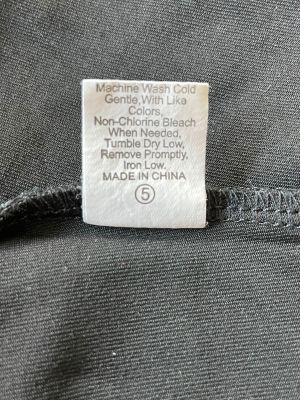 Machine Wash Cold
Gentle,With Like
Colors,
Non-Chlorine Bleach
When Needed,
Tumble Dry Low,
Remove Promptly,
Iron Low.
MADE IN CHINA
⑤